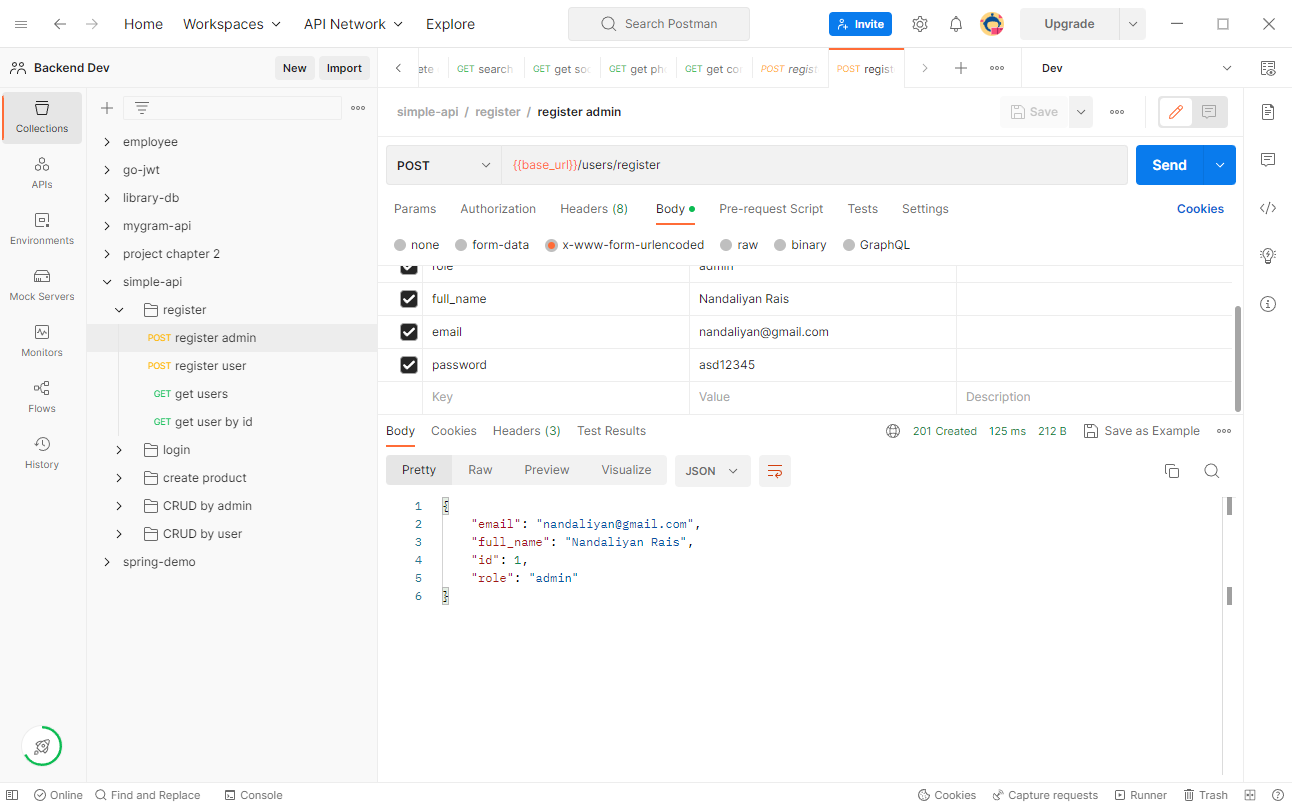 Home Workspaces API Network Explore Search Postman Invite Upgrade
Backend Dev New Import ete GET search GET get so GET get ph GET get co POST regist POST regist Dev
simple-api / register / register admin Save
Collections
APIs
Environments
Mock Servers
Monitors
Flows
History
employee
go-jwt
library-db
mygram-api
project chapter 2
simple-api
register
POST register admin
POST register user
GET get users
GET get user by id
login
create product
CRUD by admin
CRUD by user
spring-demo
POST {{base_url}}/users/register Send
Params Authorization Headers (8) Body Pre-request Script Tests Settings Cookies
none form-data x-www-form-urlencoded raw binary GraphQL
role admin
full_name Nandaliyan Rais
email nandaliyan@gmail.com
password asd12345
Key Value Description
Body Cookies Headers (3) Test Results 201 Created 125 ms 212 B Save as Example
Pretty Raw Preview Visualize JSON
1 {
2 "email": "nandaliyan@gmail.com",
3 "full_name": "Nandaliyan Rais",
4 "id": 1,
5 "role": "admin"
6 }
Online Find and Replace Console Cookies Capture requests Runner Trash